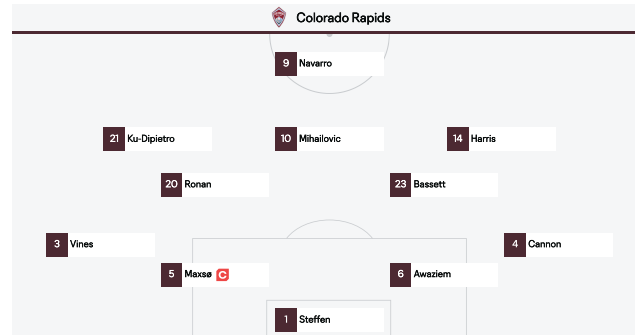 Colorado Rapids
9 Navarro
21 Ku-Dipietro
10 Mihailovic
14 Harris
20 Ronan
23 Bassett
3 Vines
4 Cannon
5 Maxsø C
6 Awaziem
1 Steffen